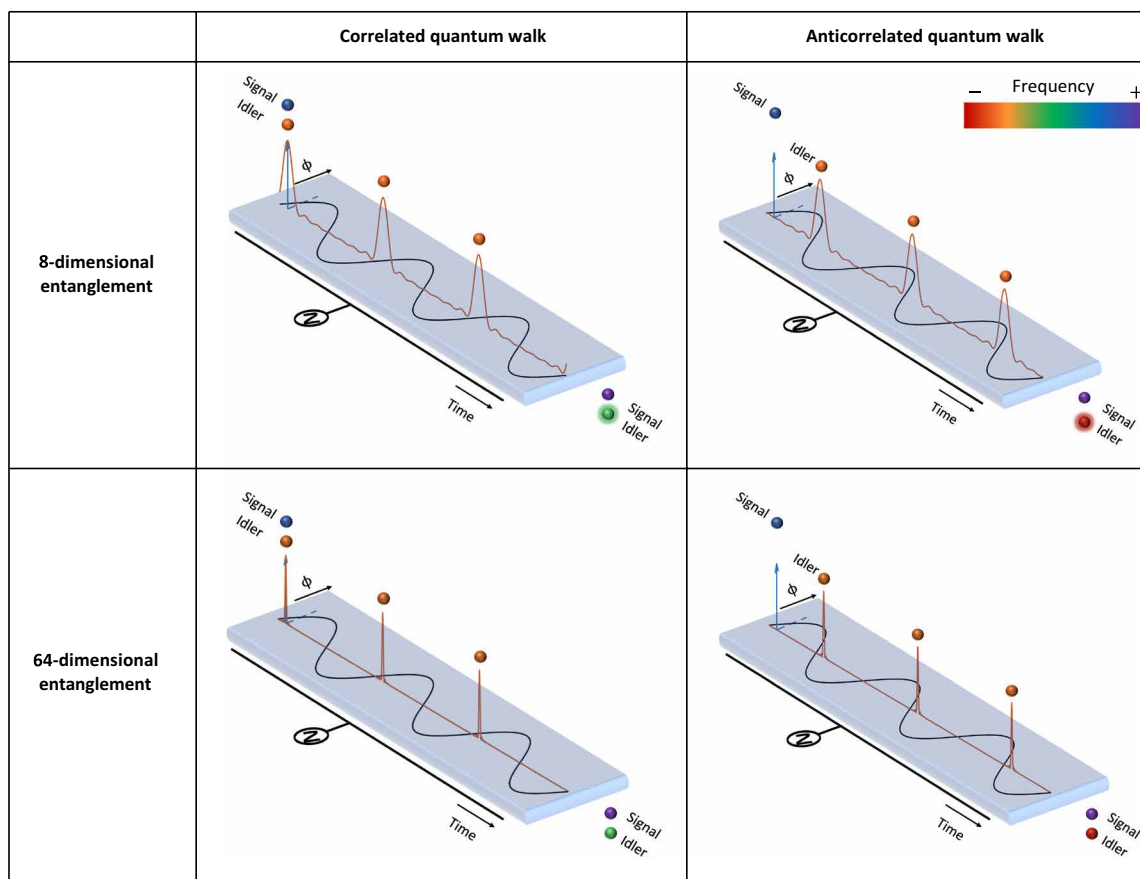 Correlated quantum walk
Anticorrelated quantum walk
8-dimensional
entanglement
Signal
Idler
ϕ
Time
Signal
Idler
Signal
Idler
ϕ
− Frequency +
Time
Signal
Idler
64-dimensional
entanglement
Signal
Idler
ϕ
Time
Signal
Idler
Signal
Idler
ϕ
Time
Signal
Idler